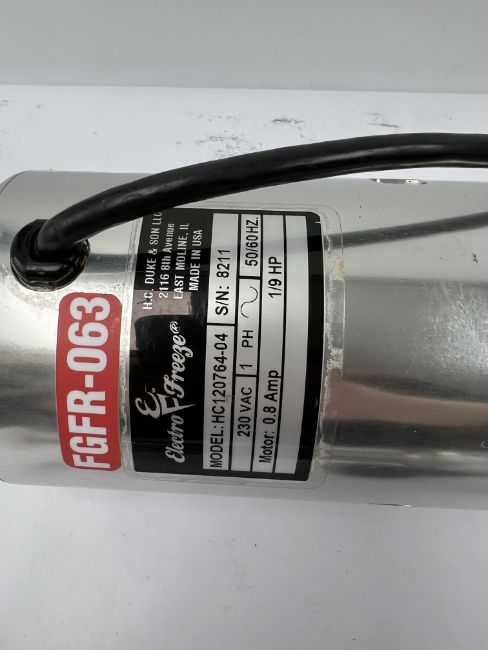 FGFR-063
E.
F
Electro Freeze®
H.C. DUKE & SON LLC
2116 8th Avenue
EAST MOLINE, IL
MADE IN USA
MODEL: HC120764-04 S/N: 8211
230 VAC 1 PH 50/60HZ.
Motor: 0.8 Amp 1/9 HP